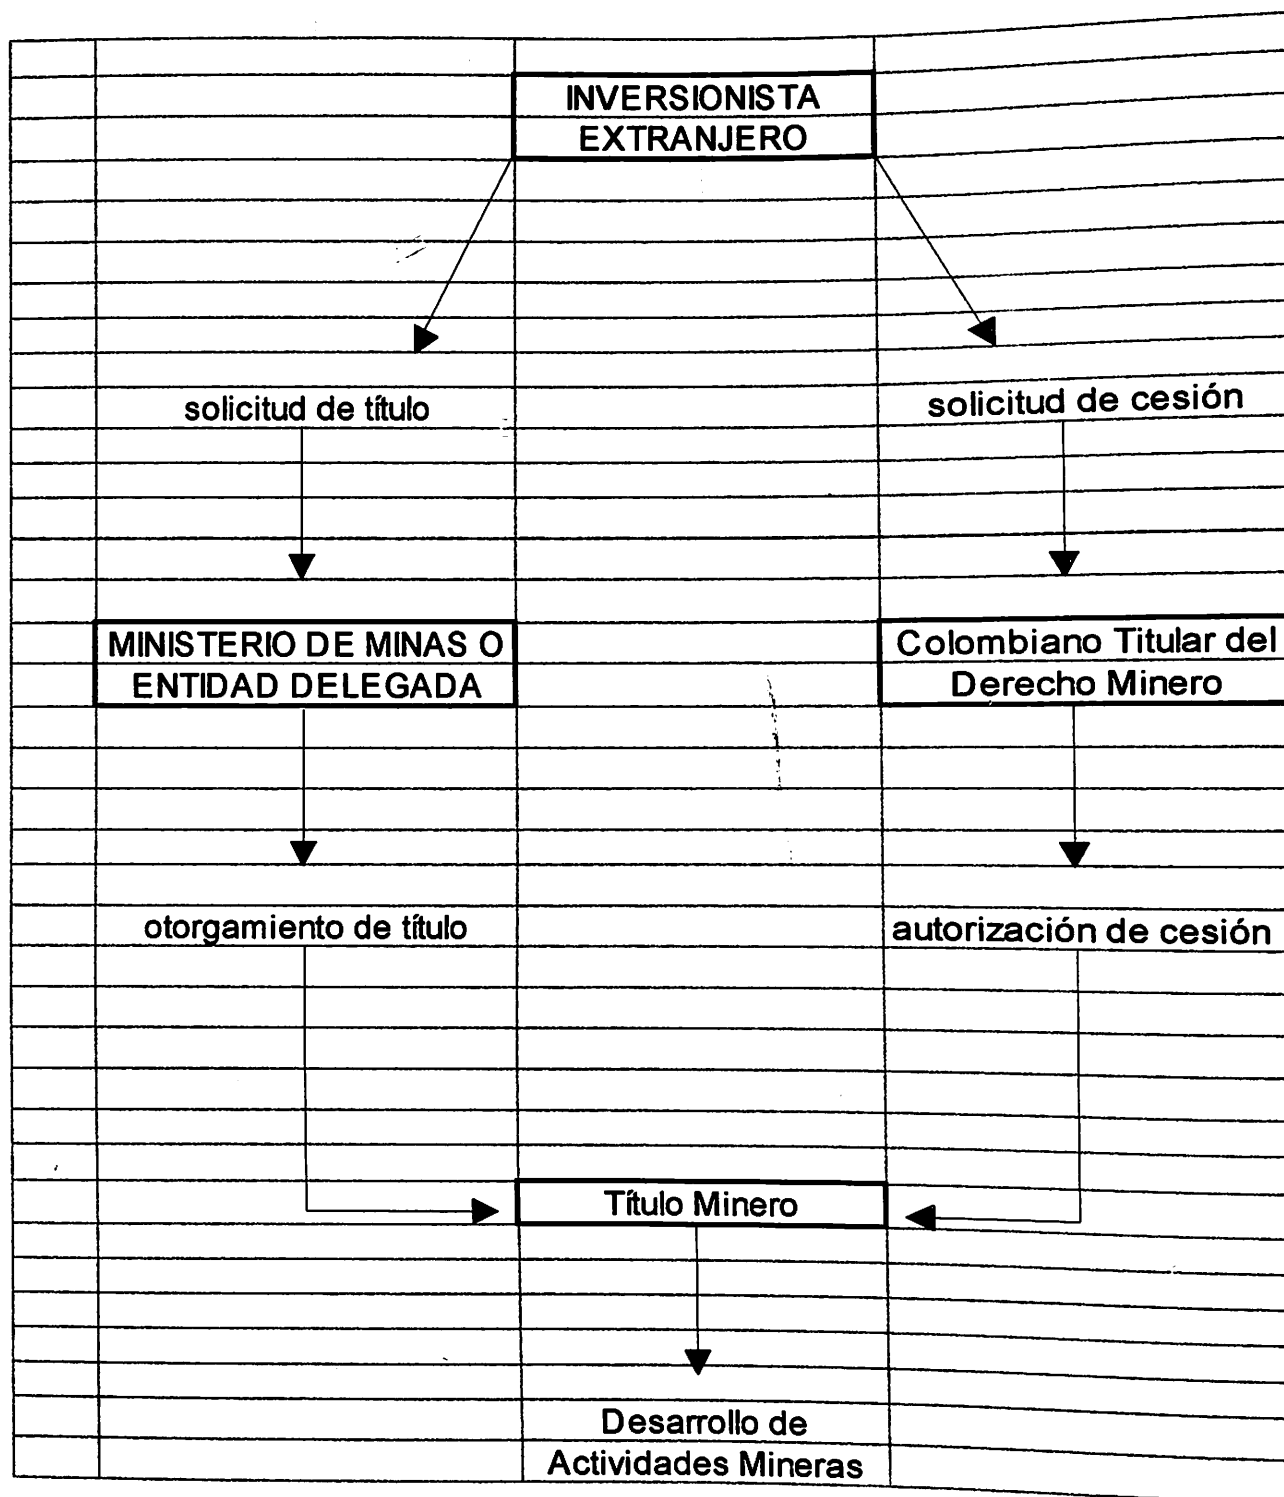 INVERSIONISTA
EXTRANJERO
solicitud de título
solicitud de cesión
MINISTERIO DE MINAS O
ENTIDAD DELEGADA
Colombiano Titular del
Derecho Minero
otorgamiento de título
autorización de cesión
Título Minero
Desarrollo de
Actividades Mineras